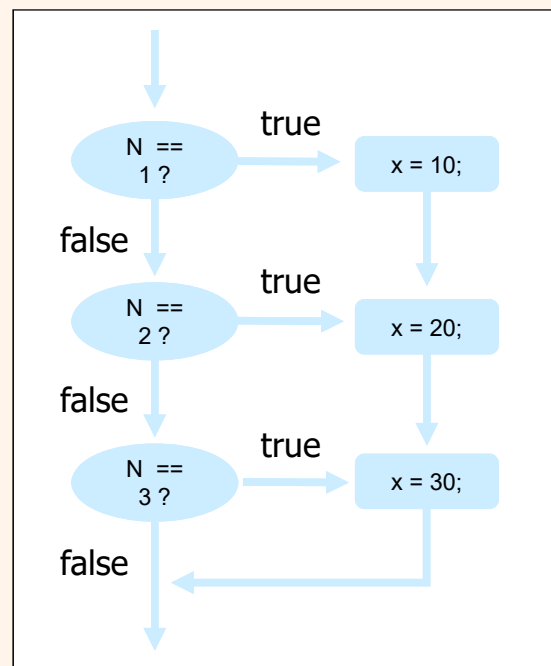 true
N ==
1 ?
x = 10;
false
true
N ==
2 ?
x = 20;
false
true
N ==
3 ?
x = 30;
false